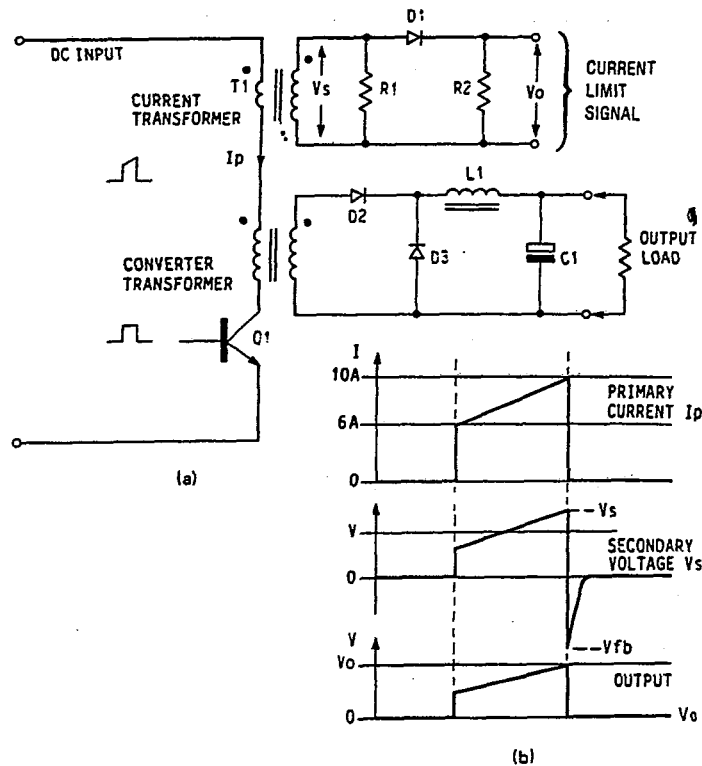 D1
DC INPUT
T1
Vs
R1
R2
Vo
CURRENT
LIMIT
SIGNAL
CURRENT
TRANSFORMER
Ip
L1
D2
D3
C1
OUTPUT
LOAD
CONVERTER
TRANSFORMER
Q1
(a)
I
10A
6A
0
PRIMARY
CURRENT Ip
V
0
Vs
SECONDARY
VOLTAGE Vs
Vfb
V
Vo
0
OUTPUT
Vo
(b)